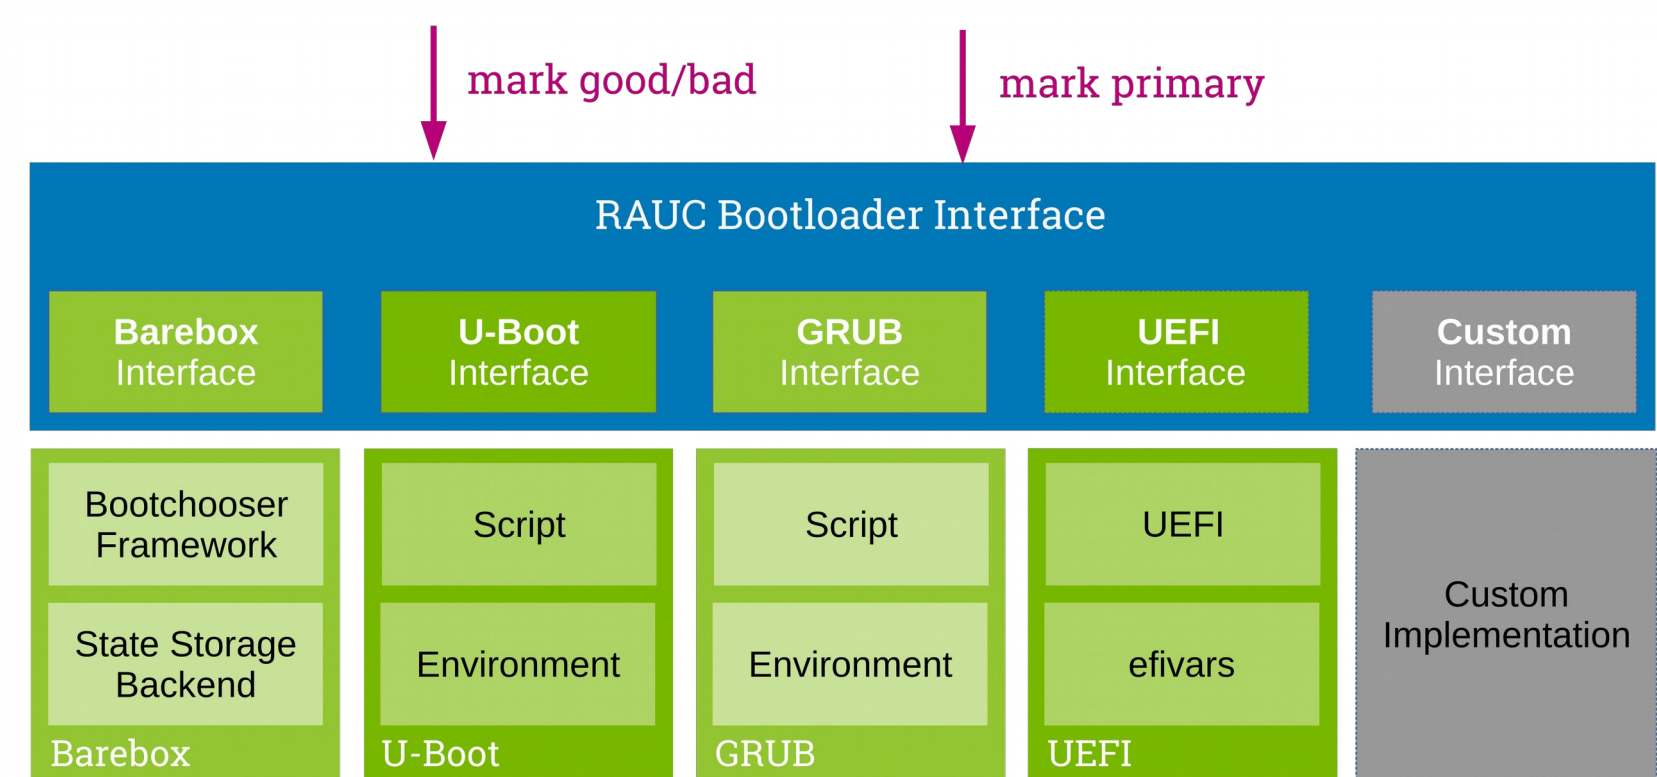 mark good/bad
mark primary
RAUC Bootloader Interface
Barebox
Interface
U-Boot
Interface
GRUB
Interface
UEFI
Interface
Custom
Interface
Bootchooser
Framework
State Storage
Backend
Barebox
Script
Environment
U-Boot
Script
Environment
GRUB
UEFI
efivars
UEFI
Custom
Implementation